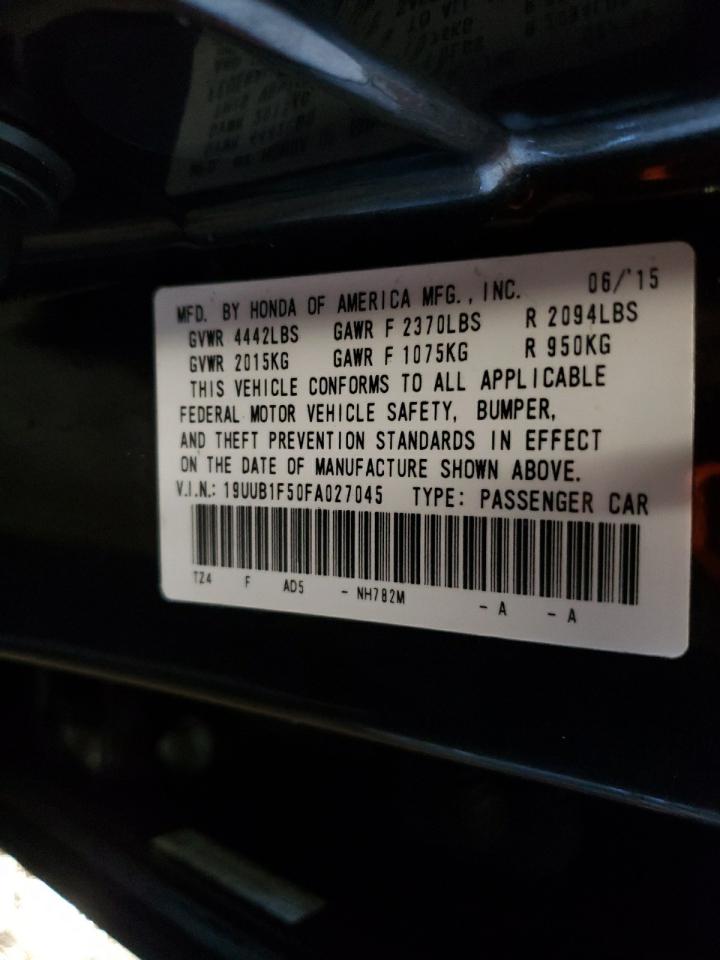 MFD. BY HONDA OF AMERICA MFG., INC. 06/'15
GVWR 4442LBS GAWR F 2370LBS R 2094LBS
GVWR 2015KG GAWR F 1075KG R 950KG
THIS VEHICLE CONFORMS TO ALL APPLICABLE
FEDERAL MOTOR VEHICLE SAFETY, BUMPER,
AND THEFT PREVENTION STANDARDS IN EFFECT
ON THE DATE OF MANUFACTURE SHOWN ABOVE.
V.I.N.: 19UUB1F50FA027045 TYPE: PASSENGER CAR
TZ4 F AD5 - NH782M - A - A